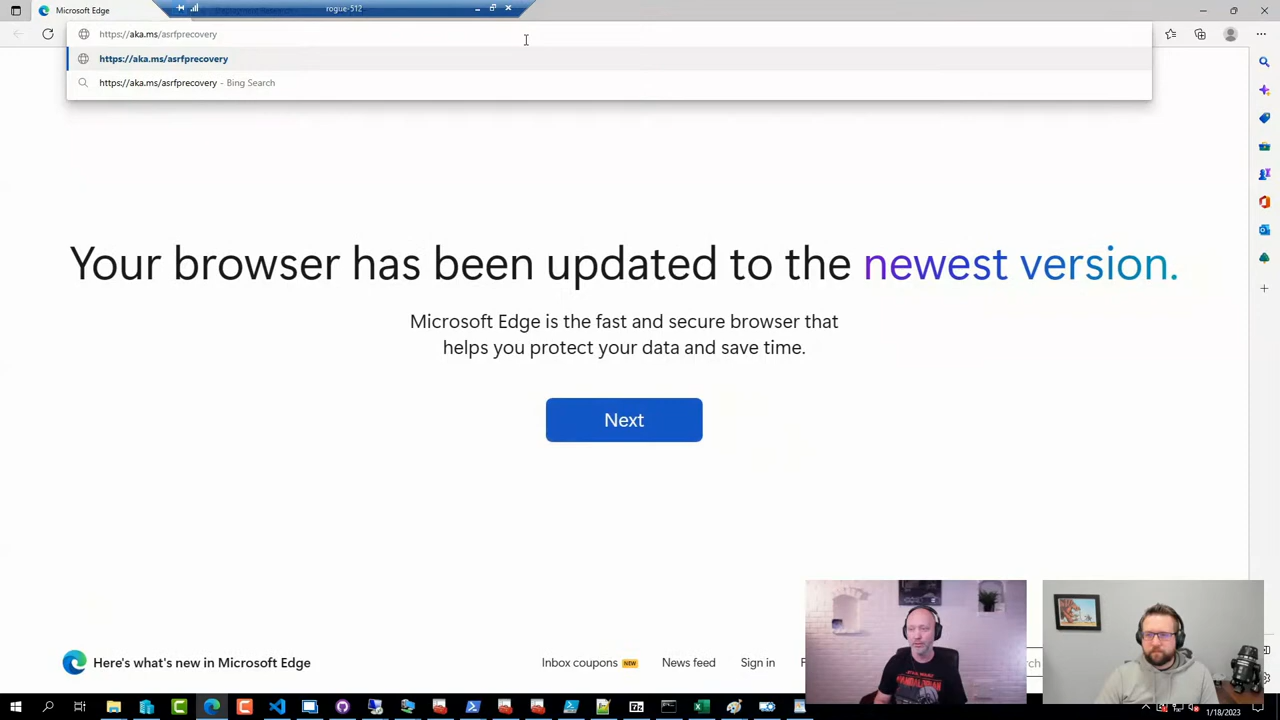 Microsoft Edge
rogue-512
https://aka.ms/asrfprecovery
https://aka.ms/asrfprecovery
https://aka.ms/asrfprecovery - Bing Search
Your browser has been updated to the newest version.
Microsoft Edge is the fast and secure browser that
helps you protect your data and save time.
Next
Here's what's new in Microsoft Edge
Inbox coupons NEW
News feed
Sign in
STAR WARS
MANDALORIAN
1/18/2023